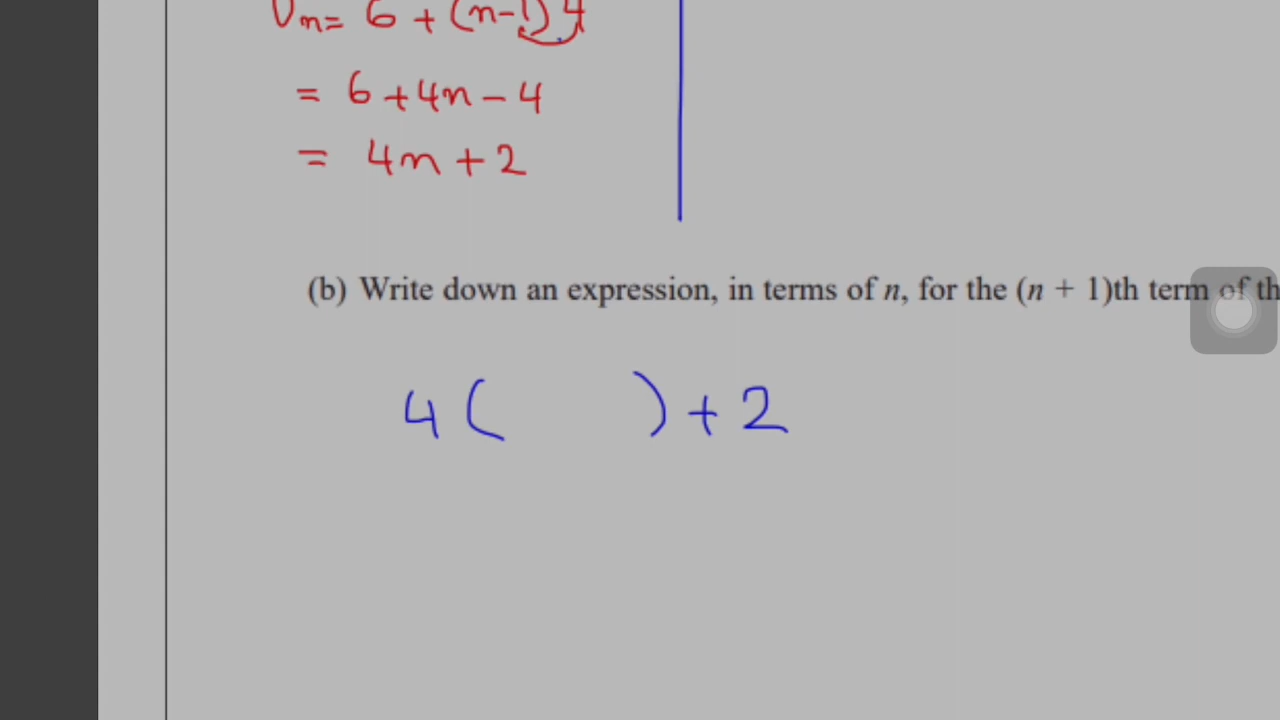 Un= 6 + (n-1) 4
= 6 + 4n - 4
= 4n + 2
(b) Write down an expression, in terms of n, for the (n + 1)th term of th
4 ( ) + 2